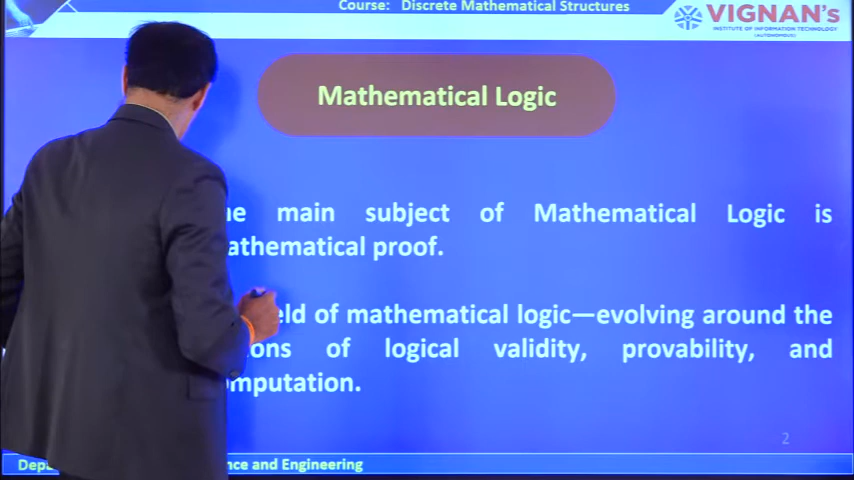 Course: Discrete Mathematical Structures
VIGNAN's
INSTITUTE OF INFORMATION TECHNOLOGY
(AUTONOMOUS)
Mathematical Logic
main subject of Mathematical Logic is
athematical proof.
eld of mathematical logic—evolving around the
ons of logical validity, provability, and
mputation.
2
Depa nce and Engineering